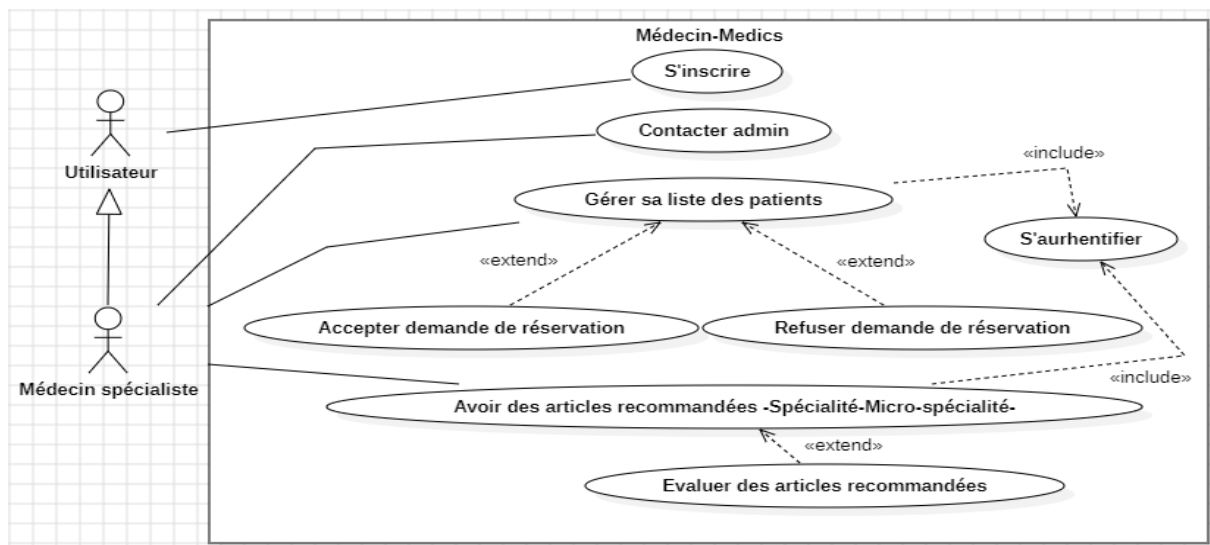 Médecin-Medics
S'inscrire
Contacter admin
Utilisateur
«include»
Gérer sa liste des patients
S'aurhentifier
«extend»
«extend»
Accepter demande de réservation
Refuser demande de réservation
Médecin spécialiste
«include»
Avoir des articles recommandées -Spécialité-Micro-spécialité-
«extend»
Evaluer des articles recommandées